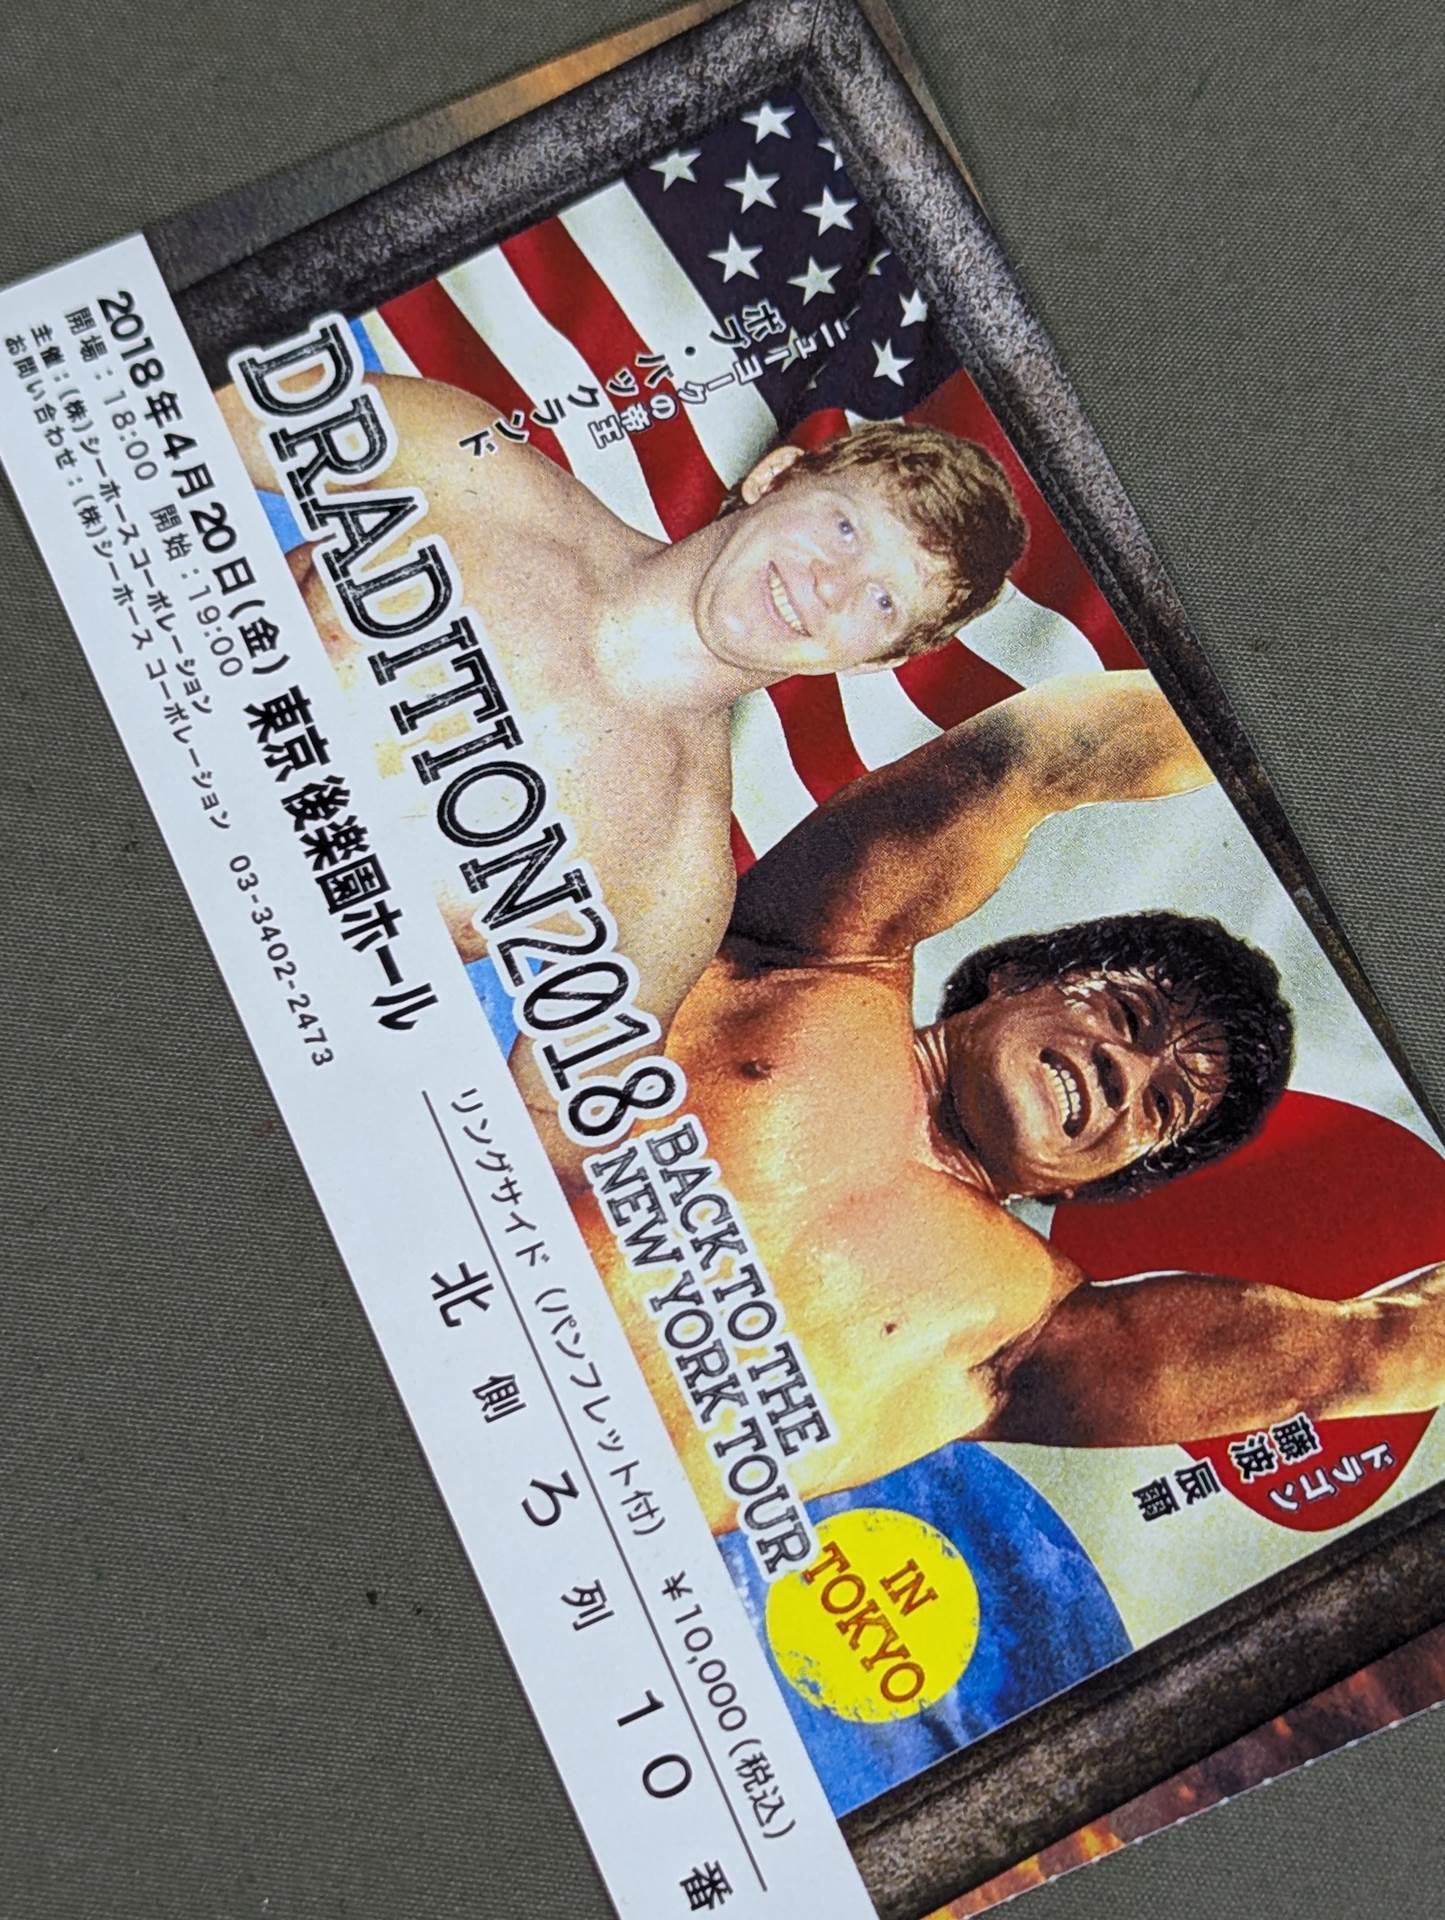 ニューヨークの帝王
ボブ・バックランド
DRADITION2018
BACK TO THE
NEW YORK TOUR
IN
TOKYO
ドラゴン
藤波辰爾
2018年4月20日(金) 東京 後楽園ホール
開場:18:00 開始:19:00
主催:(株)シーホースコーポレーション
お問い合わせ:(株)シーホース コーポレーション 03-3402-2473
リングサイド (パンフレット付) ¥10,000(税込)
北側 ろ列 10番